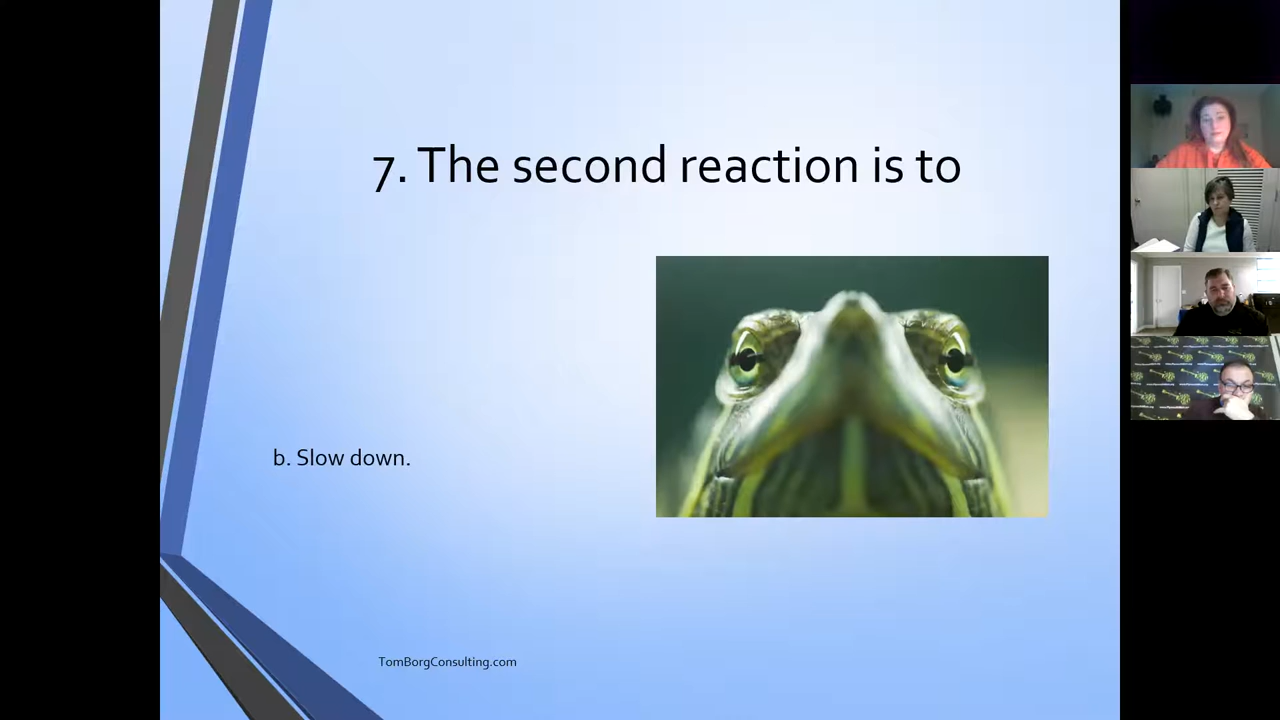 7. The second reaction is to
b. Slow down.
TomBorgConsulting.com